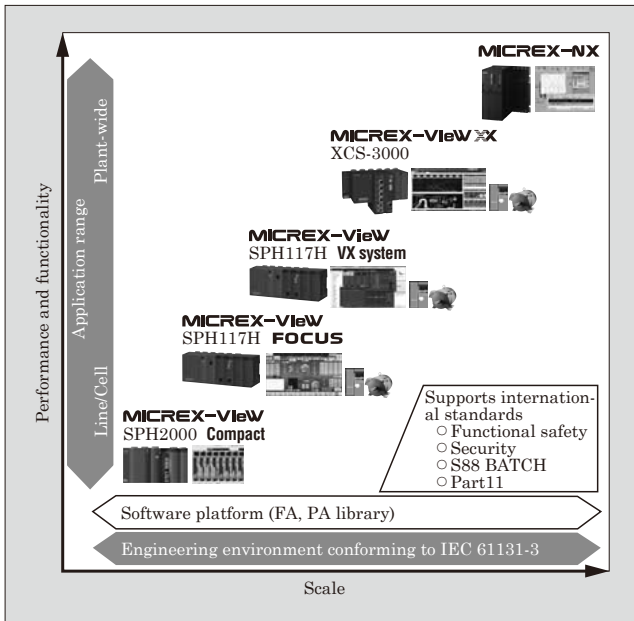 MICREX-NX
MICREX-VIeW XX
XCS-3000
MICREX-VIeW
SPH117H VX system
MICREX-VIeW
SPH117H FOCUS
MICREX-VIeW
SPH2000 Compact
Performance and functionality
Application range
Plant-wide
Line/Cell
Supports internation-
al standards
○ Functional safety
○ Security
○ S88 BATCH
○ Part11
Software platform (FA, PA library)
Engineering environment conforming to IEC 61131-3
Scale